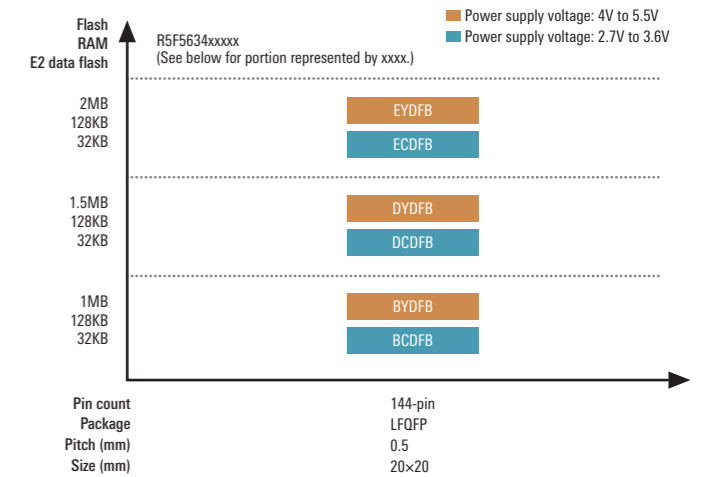 Flash
RAM
E2 data flash
R5F5634xxxxx
(See below for portion represented by xxxx.)
Power supply voltage: 4V to 5.5V
Power supply voltage: 2.7V to 3.6V
2MB
128KB
32KB
EYDFB
ECDFB
1.5MB
128KB
32KB
DYDFB
DCDFB
1MB
128KB
32KB
BYDFB
BCDFB
Pin count 144-pin
Package LFQFP
Pitch (mm) 0.5
Size (mm) 20×20